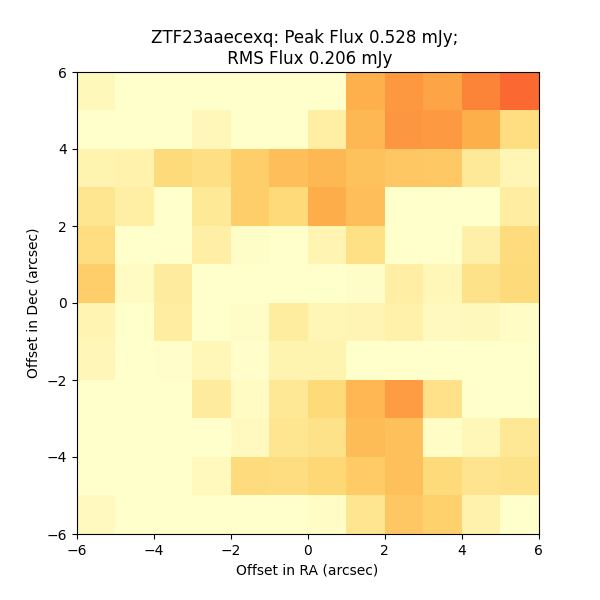 ZTF23aaecexq: Peak Flux 0.528 mJy;
RMS Flux 0.206 mJy
6
4
2
0
−2
−4
−6
Offset in Dec (arcsec)
−6 −4 −2 0 2 4 6
Offset in RA (arcsec)